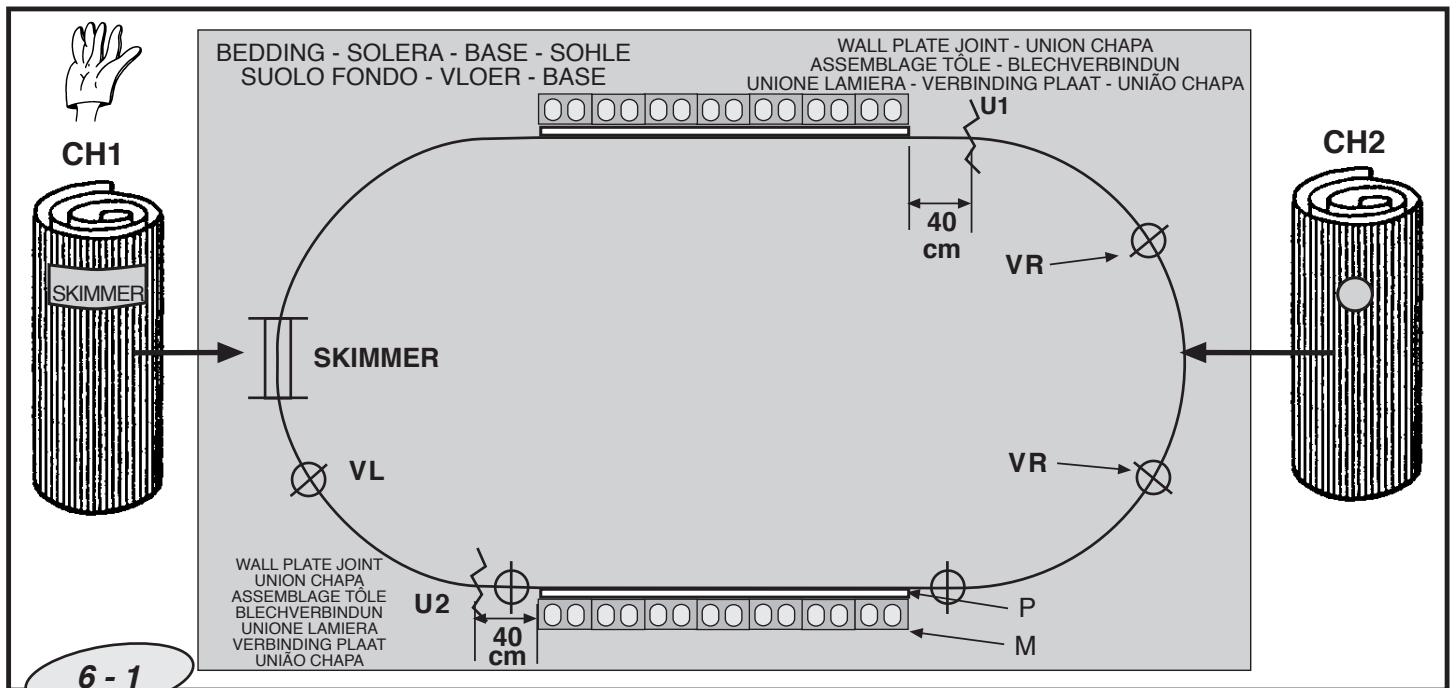 BEDDING - SOLERA - BASE - SOHLE
SUOLO FONDO - VLOER - BASE
WALL PLATE JOINT - UNION CHAPA
ASSEMBLAGE TÔLE - BLECHVERBINDUN
UNIONE LAMIERA - VERBINDING PLAAT - UNIÃO CHAPA
U1
CH1
CH2
40
cm
VR
SKIMMER
SKIMMER
VL
VR
WALL PLATE JOINT
UNION CHAPA
ASSEMBLAGE TÔLE
BLECHVERBINDUN
UNIONE LAMIERA
VERBINDING PLAAT
UNIÃO CHAPA
U2
40
cm
P
M
6 - 1